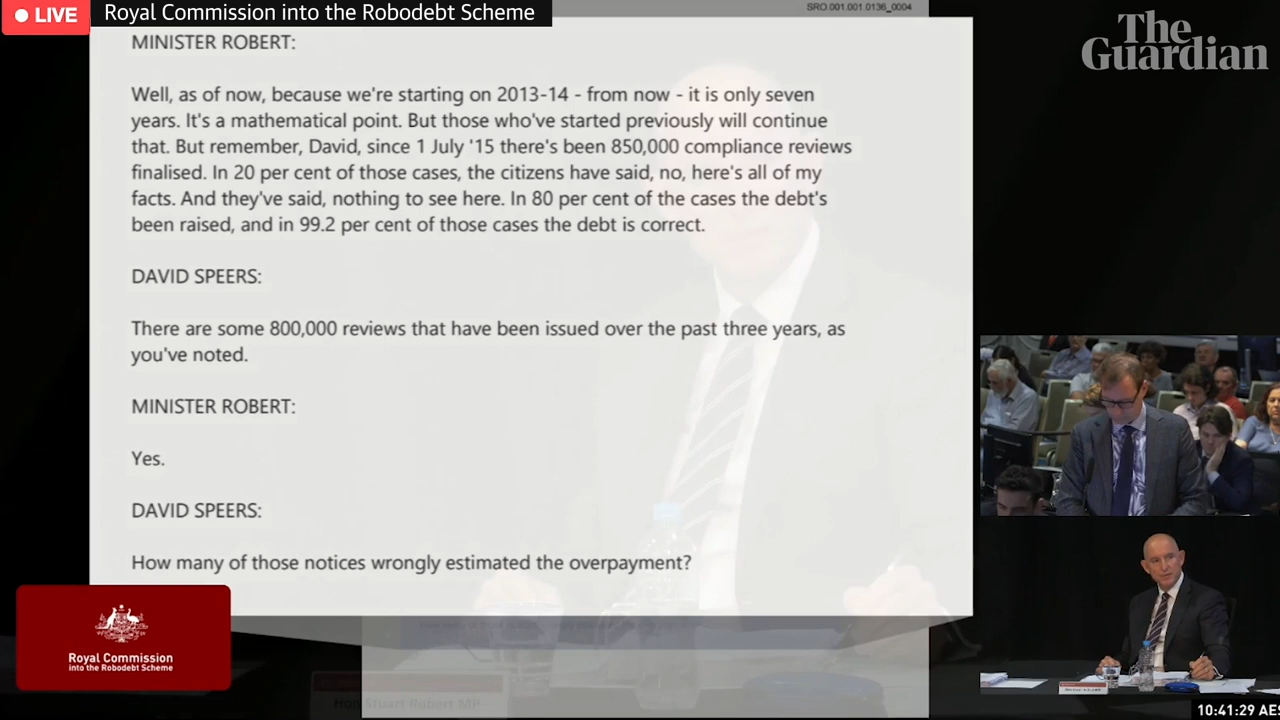 LIVE
Royal Commission into the Robodebt Scheme
SRO.001.001.0136_0004
The
Guardian
MINISTER ROBERT:
Well, as of now, because we're starting on 2013-14 - from now - it is only seven
years. It's a mathematical point. But those who've started previously will continue
that. But remember, David, since 1 July '15 there's been 850,000 compliance reviews
finalised. In 20 per cent of those cases, the citizens have said, no, here's all of my
facts. And they've said, nothing to see here. In 80 per cent of the cases the debt's
been raised, and in 99.2 per cent of those cases the debt is correct.
DAVID SPEERS:
There are some 800,000 reviews that have been issued over the past three years, as
you've noted.
MINISTER ROBERT:
Yes.
DAVID SPEERS:
How many of those notices wrongly estimated the overpayment?
Royal Commission
into the Robodebt Scheme
Hon Stuart Robert MP
10:41:29 AES